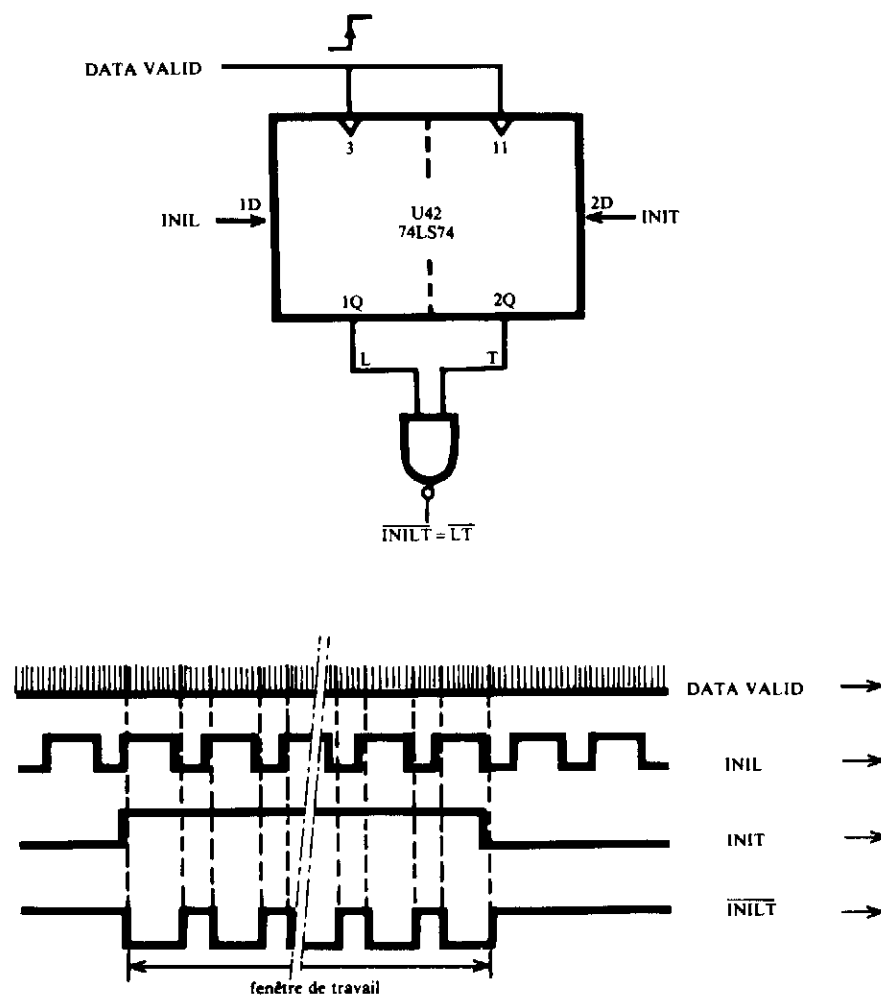 DATA VALID
3
11
INIL
1D
U42
74LS74
2D
INIT
1Q
2Q
L
T
INILT = LT
DATA VALID
INIL
INIT
INILT
fenêtre de travail